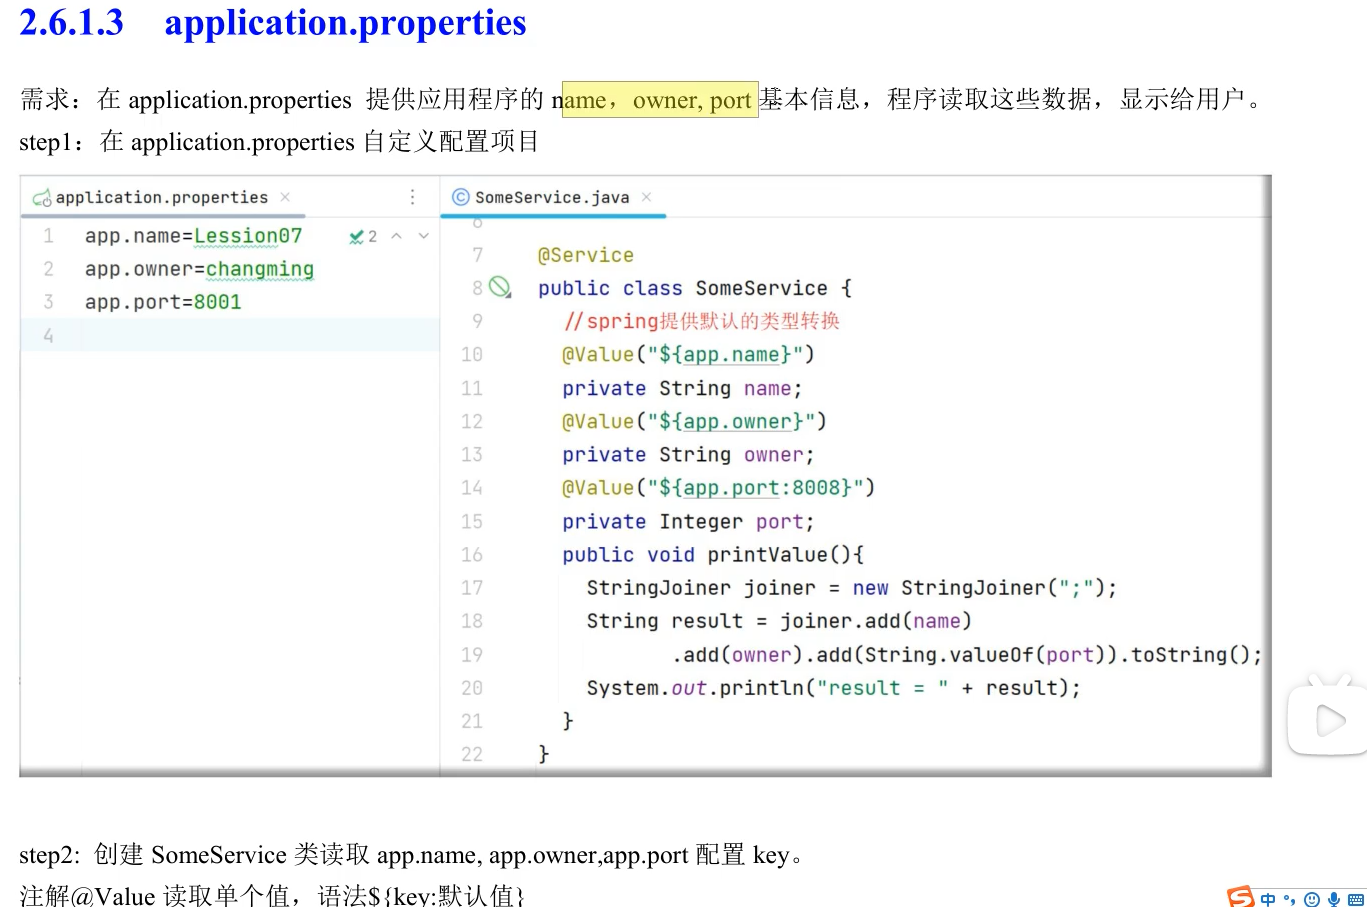 2.6.1.3 application.properties
需求：在 application.properties 提供应用程序的 name，owner, port 基本信息，程序读取这些数据，显示给用户。
step1：在 application.properties 自定义配置项目
application.properties
SomeService.java
1 app.name=Lession07 2
2 app.owner=changming
3 app.port=8001
4
7 @Service
8 public class SomeService {
9 //spring提供默认的类型转换
10 @Value("${app.name}")
11 private String name;
12 @Value("${app.owner}")
13 private String owner;
14 @Value("${app.port:8008}")
15 private Integer port;
16 public void printValue(){
17 StringJoiner joiner = new StringJoiner(";");
18 String result = joiner.add(name)
19 .add(owner).add(String.valueOf(port)).toString();
20 System.out.println("result = " + result);
21 }
22 }
step2: 创建 SomeService 类读取 app.name, app.owner,app.port 配置 key。
注解@Value 读取单个值，语法${key:默认值}
中